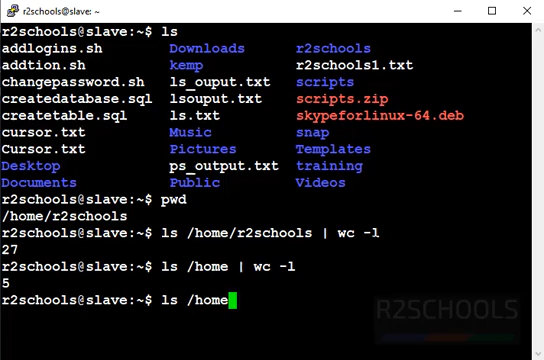 r2schools@slave: ~
r2schools@slave:~$ ls
addlogins.sh Downloads r2schools
addtion.sh kemp r2schools1.txt
changepassword.sh ls_ouput.txt scripts
createdatabase.sql lsouput.txt scripts.zip
createtable.sql ls.txt skypeforlinux-64.deb
cursor.txt Music snap
Cursor.txt Pictures Templates
Desktop ps_output.txt training
Documents Public Videos
r2schools@slave:~$ pwd
/home/r2schools
r2schools@slave:~$ ls /home/r2schools | wc -l
27
r2schools@slave:~$ ls /home | wc -l
5
r2schools@slave:~$ ls /home
R2SCHOOLS